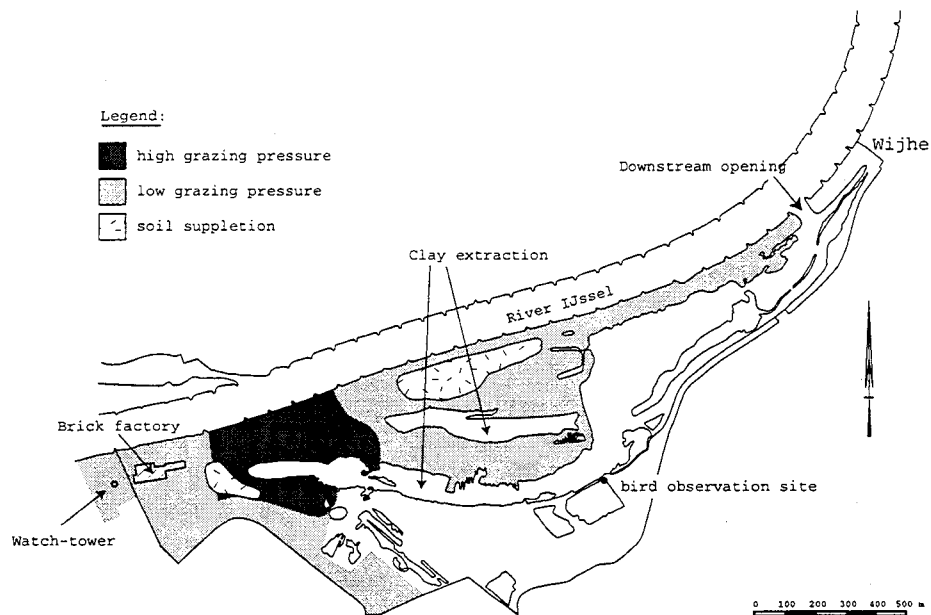 Legend:
high grazing pressure
low grazing pressure
soil suppletion
Wijhe
Downstream opening
Clay extraction
River IJssel
Brick factory
bird observation site
Watch-tower
0 100 200 300 400 500 m